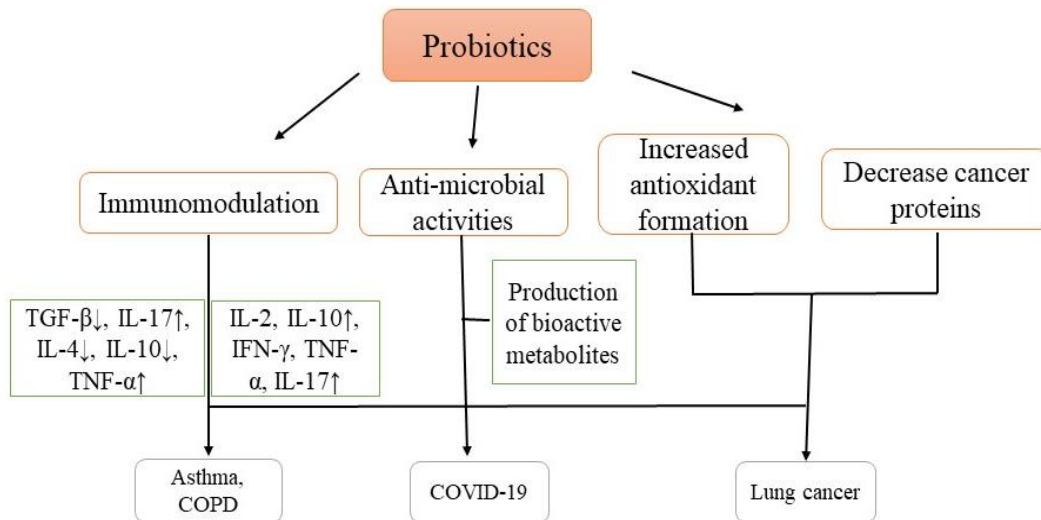 Probiotics
Immunomodulation
Anti-microbial
activities
Increased
antioxidant
formation
Decrease cancer
proteins
TGF-β↓, IL-17↑,
IL-4↓, IL-10↓,
TNF-α↑
IL-2, IL-10↑,
IFN-γ, TNF-
α, IL-17↑
Production
of bioactive
metabolites
Asthma,
COPD
COVID-19
Lung cancer